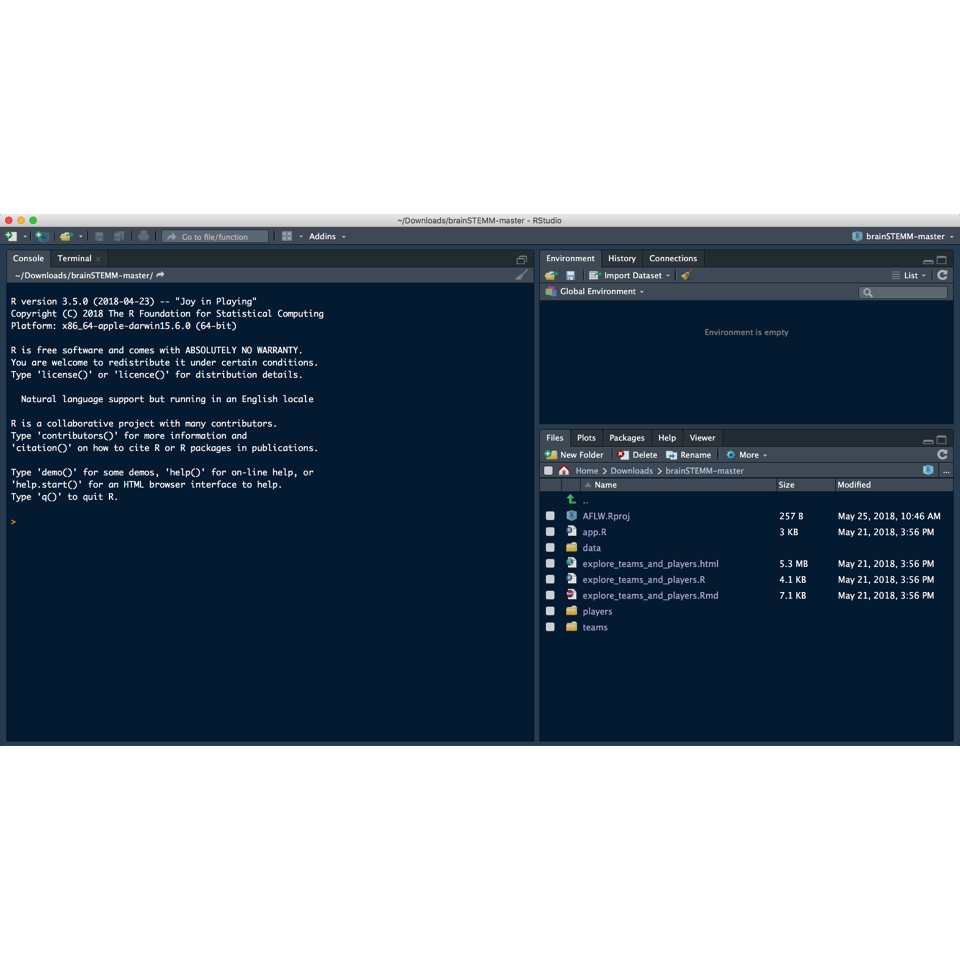 ~/Downloads/brainSTEMM-master - RStudio
Go to file/function
Addins
brainSTEMM-master
Console Terminal
~/Downloads/brainSTEMM-master/
R version 3.5.0 (2018-04-23) -- "Joy in Playing"
Copyright (C) 2018 The R Foundation for Statistical Computing
Platform: x86_64-apple-darwin15.6.0 (64-bit)
R is free software and comes with ABSOLUTELY NO WARRANTY.
You are welcome to redistribute it under certain conditions.
Type 'license()' or 'licence()' for distribution details.
Natural language support but running in an English locale
R is a collaborative project with many contributors.
Type 'contributors()' for more information and
'citation()' on how to cite R or R packages in publications.
Type 'demo()' for some demos, 'help()' for on-line help, or
'help.start()' for an HTML browser interface to help.
Type 'q()' to quit R.
>
Environment History Connections
Import Dataset
List
Global Environment
Environment is empty
Files Plots Packages Help Viewer
New Folder Delete Rename More
Home > Downloads > brainSTEMM-master ...
Name Size Modified
..
AFLW.Rproj 257 B May 25, 2018, 10:46 AM
app.R 3 KB May 21, 2018, 3:56 PM
data
explore_teams_and_players.html 5.3 MB May 21, 2018, 3:56 PM
explore_teams_and_players.R 4.1 KB May 21, 2018, 3:56 PM
explore_teams_and_players.Rmd 7.1 KB May 21, 2018, 3:56 PM
players
teams